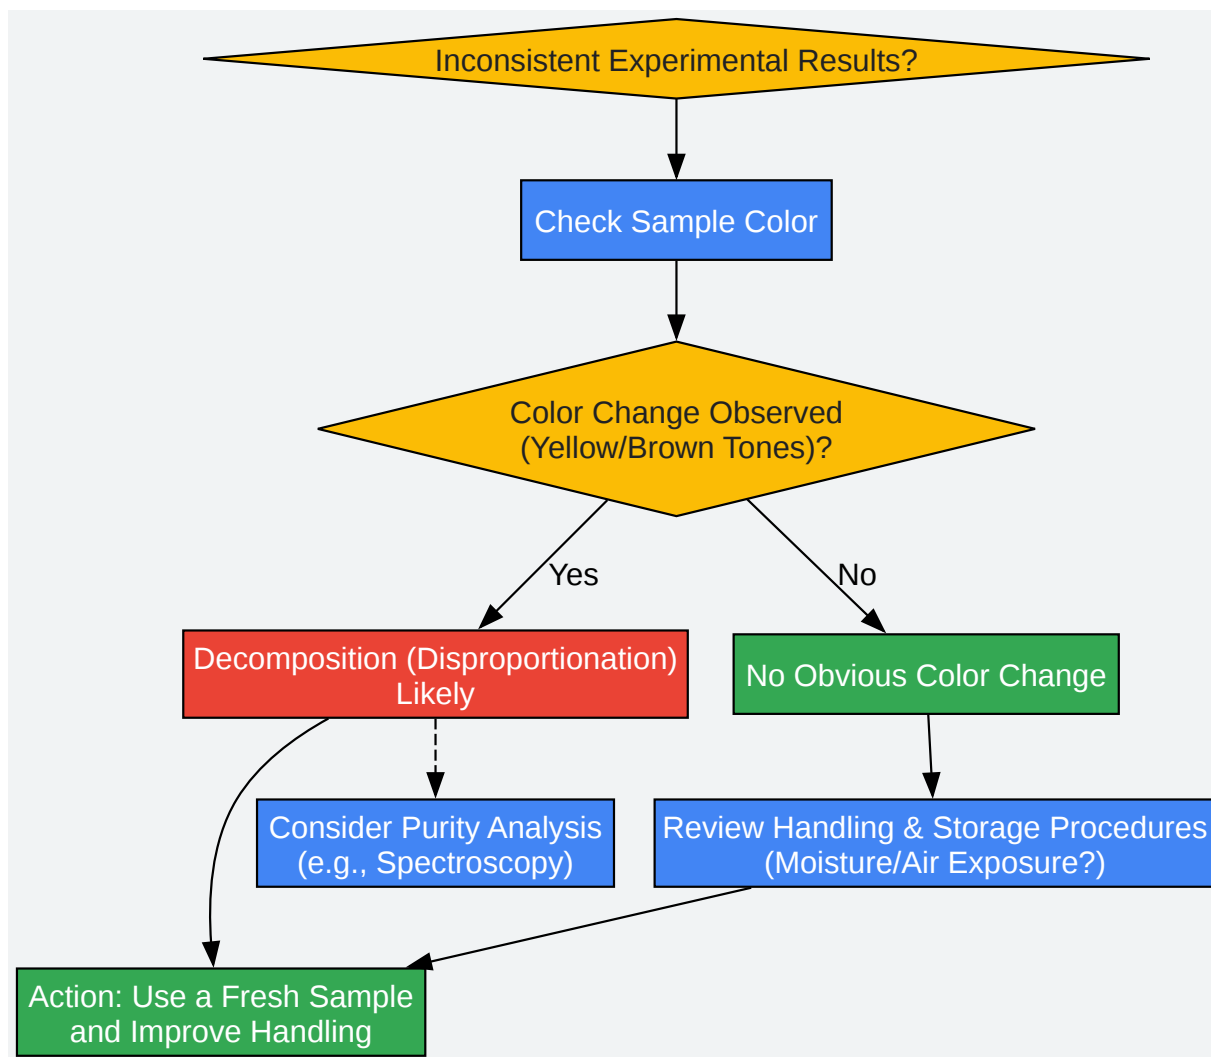 Inconsistent Experimental Results?
Check Sample Color
Color Change Observed
(Yellow/Brown Tones)?
Yes
No
Decomposition (Disproportionation)
Likely
No Obvious Color Change
Consider Purity Analysis
(e.g., Spectroscopy)
Review Handling & Storage Procedures
(Moisture/Air Exposure?)
Action: Use a Fresh Sample
and Improve Handling